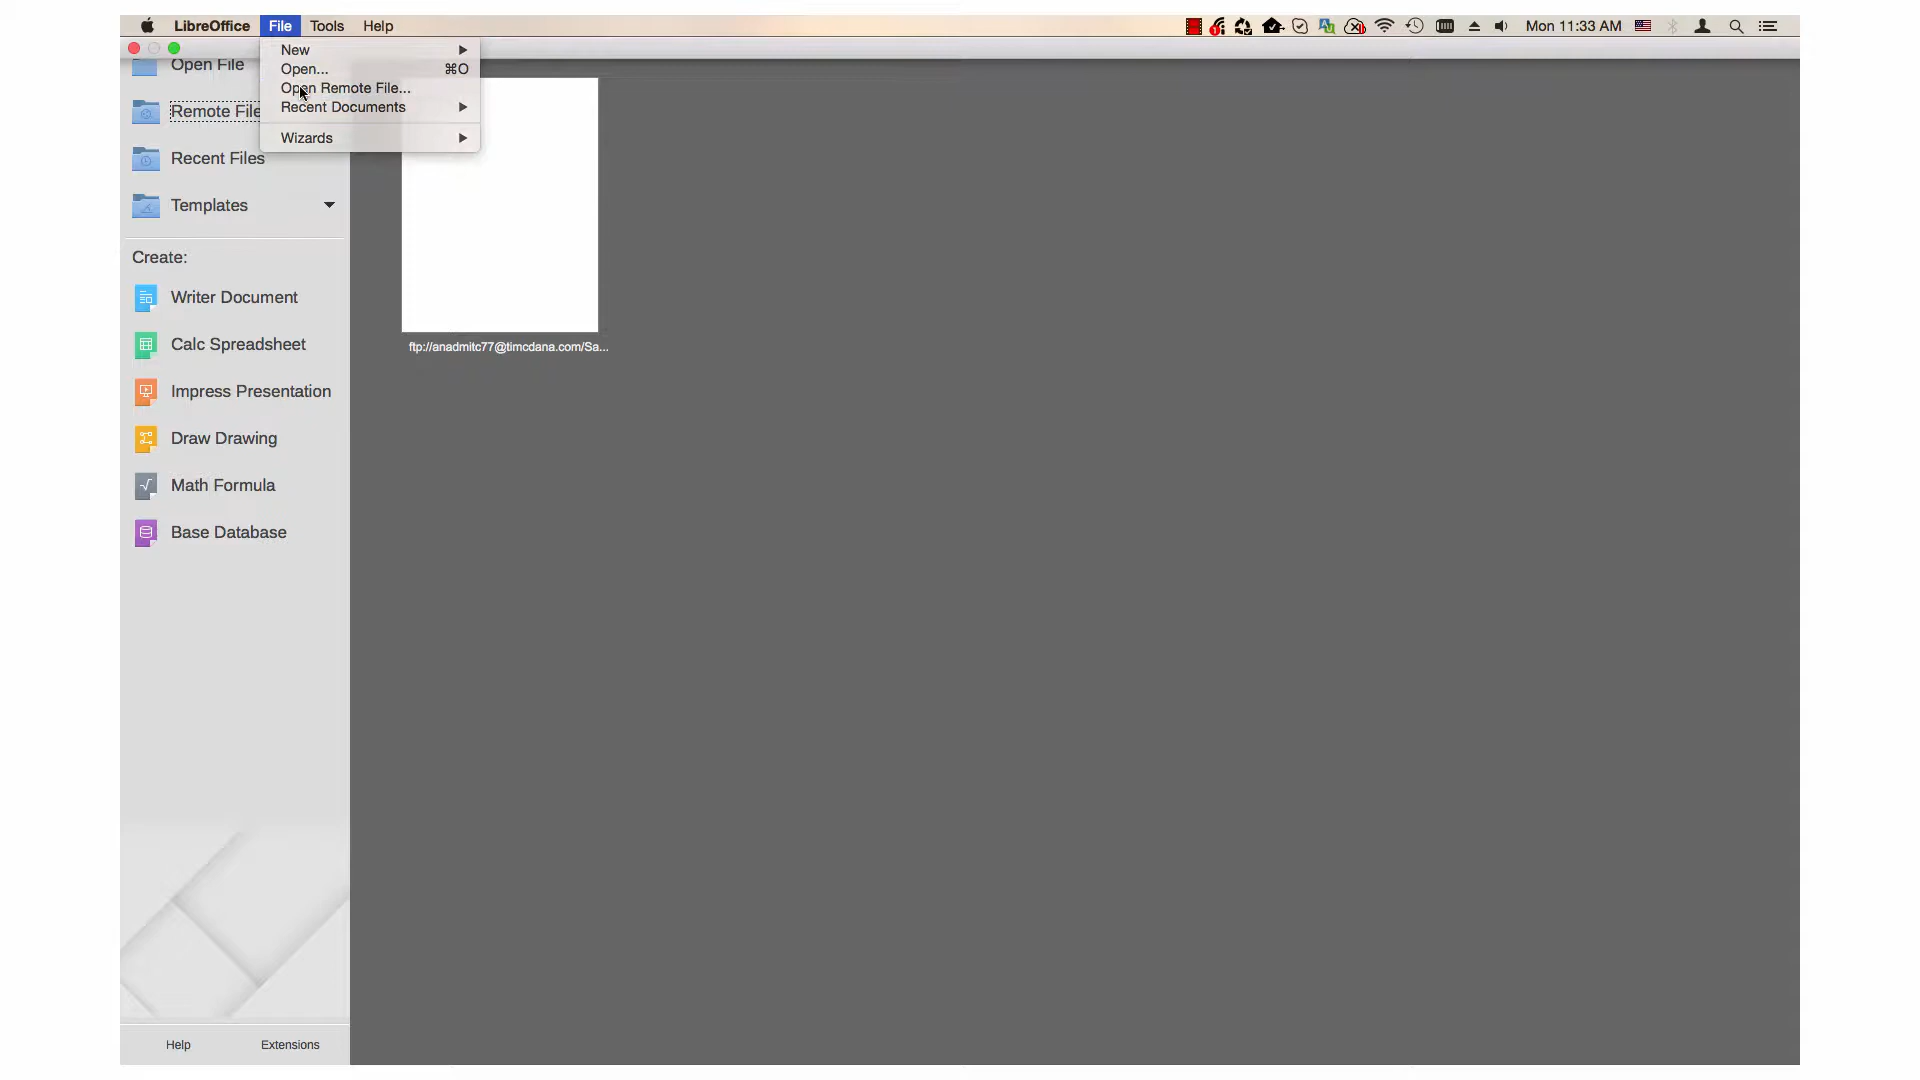 LibreOffice File Tools Help Mon 11:33 AM
New
Open... ⌘O
Open Remote File...
Recent Documents
Wizards
Open File
Remote File
Recent Files
Templates
Create:
Writer Document
Calc Spreadsheet
Impress Presentation
Draw Drawing
Math Formula
Base Database
ftp://anadmitc77@timcdana.com/Sa...
Help Extensions